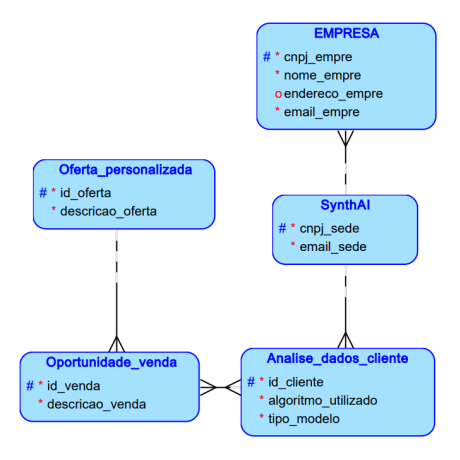 EMPRESA
# * cnpj_empre
* nome_empre
o endereco_empre
* email_empre
Oferta_personalizada
# * id_oferta
* descricao_oferta
SynthAI
# * cnpj_sede
* email_sede
Oportunidade_venda
# * id_venda
* descricao_venda
Analise_dados_cliente
# * id_cliente
* algoritmo_utilizado
* tipo_modelo